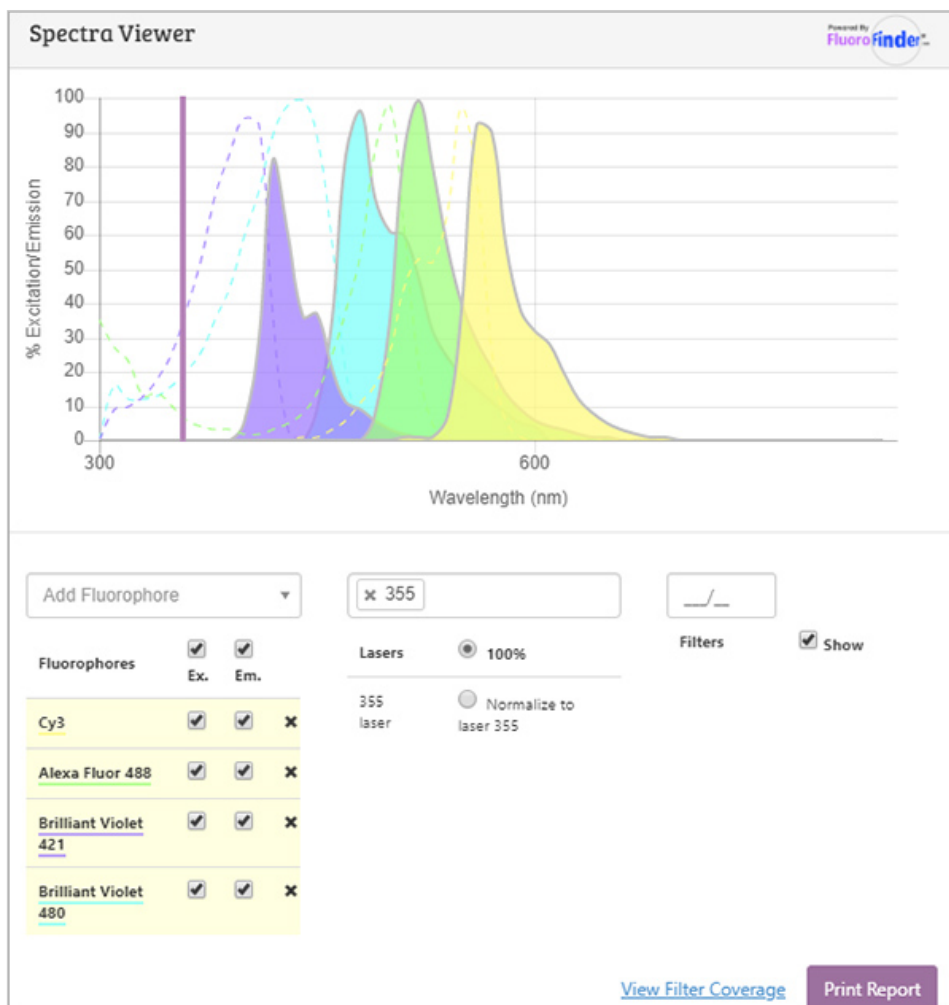 Spectra Viewer
Powered By
FluoroFinder
100
90
80
70
60
50
40
30
20
10
0
% Excitation/Emission
300
600
Wavelength (nm)
Add Fluorophore
355
__/__
Fluorophores
Ex.
Em.
Lasers
100%
Filters
Show
355
laser
Normalize to
laser 355
Cy3
Alexa Fluor 488
Brilliant Violet
421
Brilliant Violet
480
View Filter Coverage
Print Report